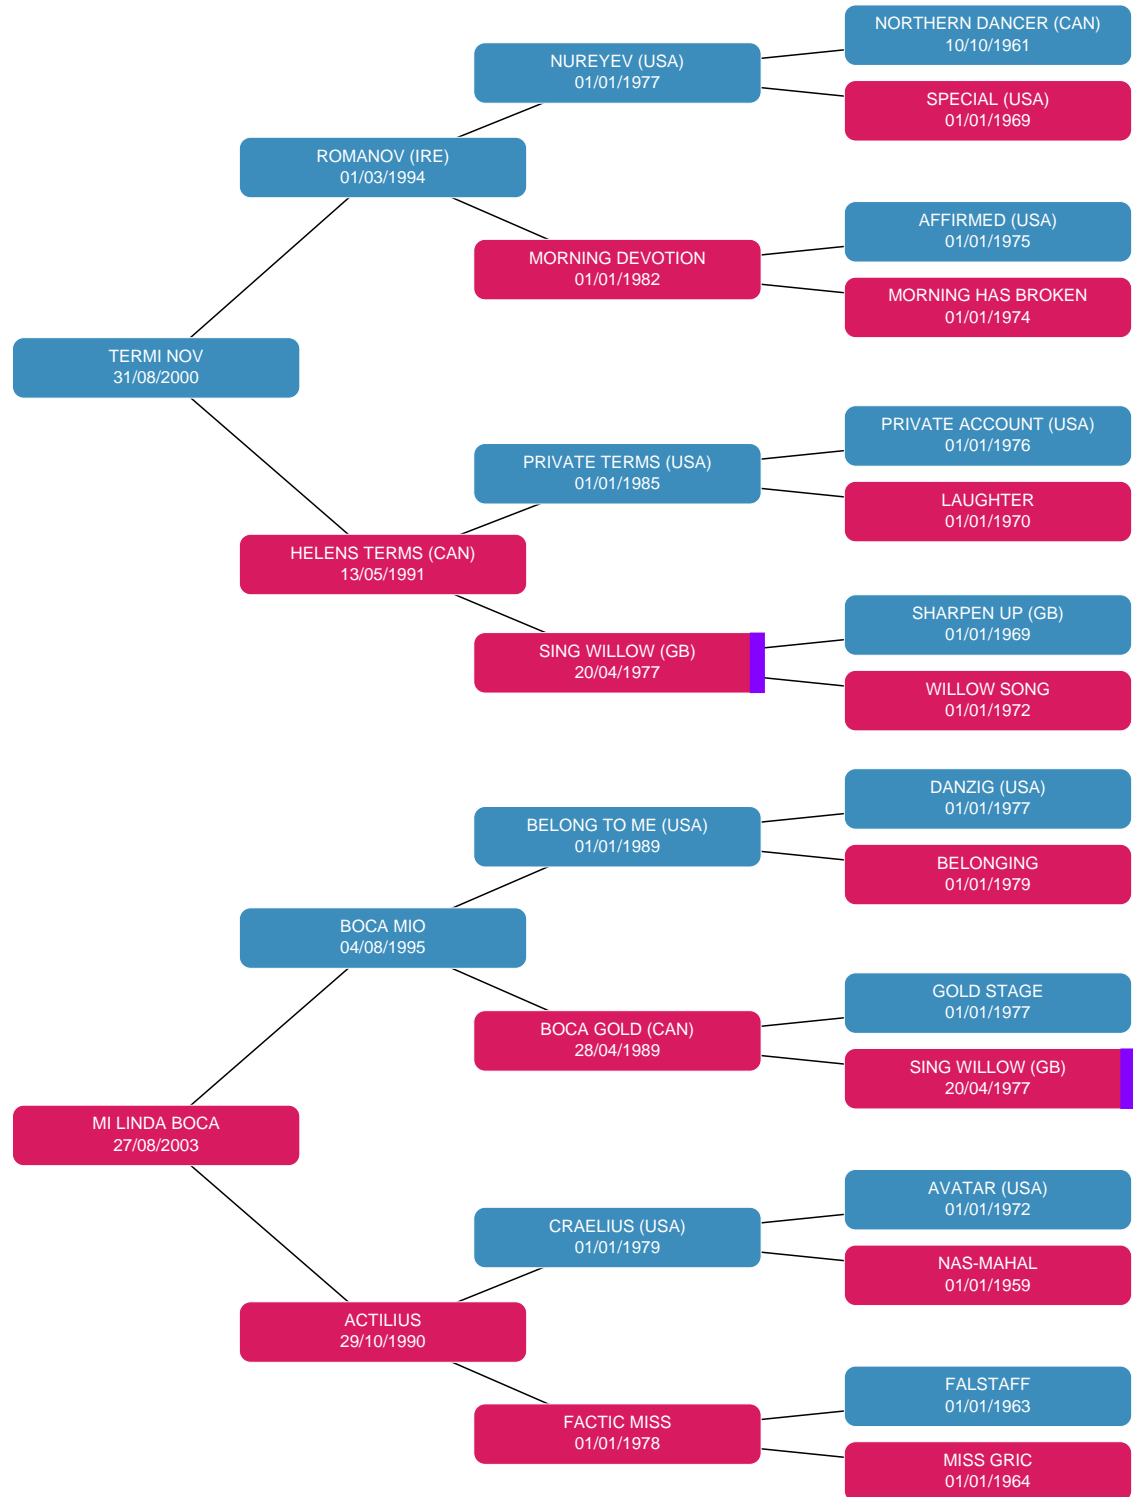 NORTHERN DANCER (CAN)
10/10/1961
NUREYEV (USA)
01/01/1977
SPECIAL (USA)
01/01/1969
ROMANOV (IRE)
01/03/1994
AFFIRMED (USA)
01/01/1975
MORNING DEVOTION
01/01/1982
MORNING HAS BROKEN
01/01/1974
TERMI NOV
31/08/2000
PRIVATE ACCOUNT (USA)
01/01/1976
PRIVATE TERMS (USA)
01/01/1985
LAUGHTER
01/01/1970
HELENS TERMS (CAN)
13/05/1991
SHARPEN UP (GB)
01/01/1969
SING WILLOW (GB)
20/04/1977
WILLOW SONG
01/01/1972
DANZIG (USA)
01/01/1977
BELONG TO ME (USA)
01/01/1989
BELONGING
01/01/1979
BOCA MIO
04/08/1995
GOLD STAGE
01/01/1977
BOCA GOLD (CAN)
28/04/1989
SING WILLOW (GB)
20/04/1977
MI LINDA BOCA
27/08/2003
AVATAR (USA)
01/01/1972
CRAELIUS (USA)
01/01/1979
NAS-MAHAL
01/01/1959
ACTILIUS
29/10/1990
FALSTAFF
01/01/1963
FACTIC MISS
01/01/1978
MISS GRIC
01/01/1964